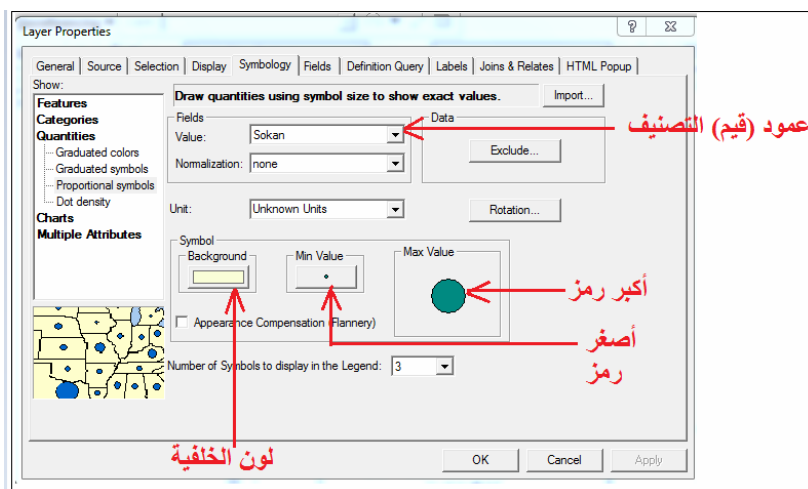 Layer Properties
General Source Selection Display Symbology Fields Definition Query Labels Joins & Relates HTML Popup
Show:
Features
Categories
Quantities
Graduated colors
Graduated symbols
Proportional symbols
Dot density
Charts
Multiple Attributes
Draw quantities using symbol size to show exact values. Import...
Fields
Value: Sokan
Normalization: none
Data
Exclude...
عمود (قيم) التصنيف
Unit: Unknown Units
Rotation...
Symbol
Background
Min Value
Max Value
أكبر رمز
Appearance Compensation (Flannery)
أصغر
رمز
Number of Symbols to display in the Legend: 3
لون الخلفية
OK Cancel Apply